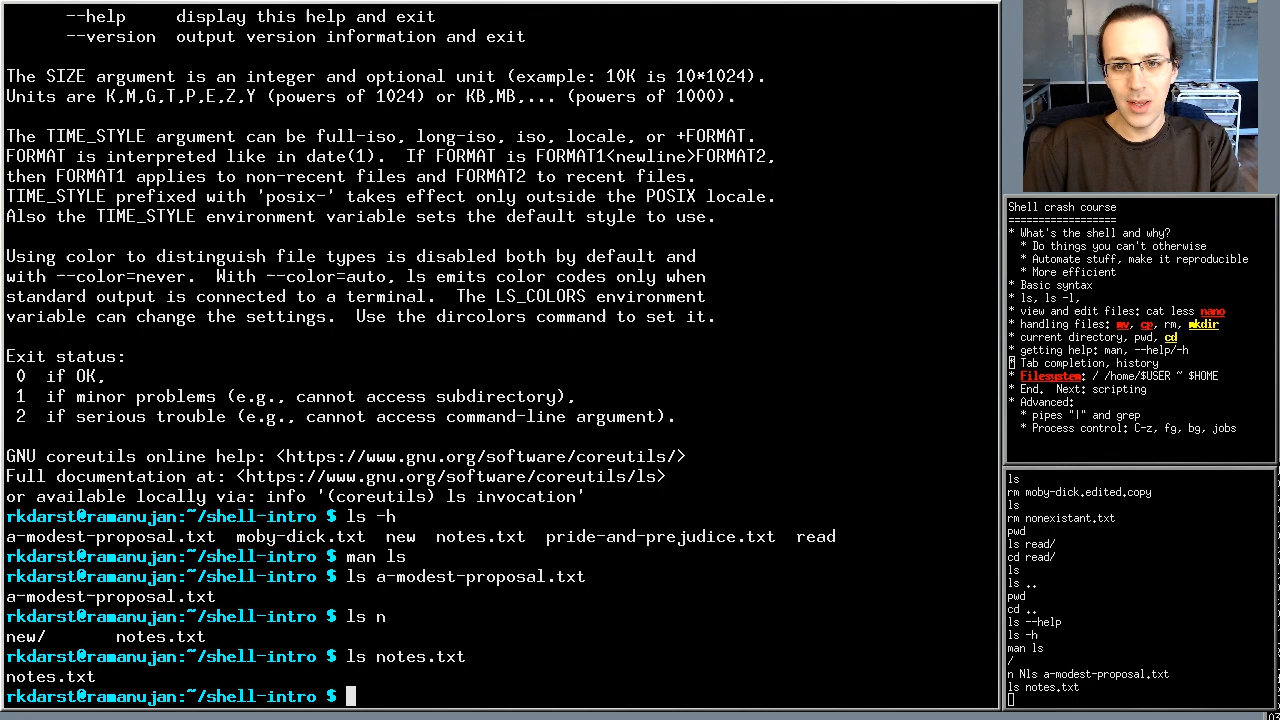 --help     display this help and exit
--version  output version information and exit
The SIZE argument is an integer and optional unit (example: 10K is 10*1024).
Units are K,M,G,T,P,E,Z,Y (powers of 1024) or KB,MB,... (powers of 1000).
The TIME_STYLE argument can be full-iso, long-iso, iso, locale, or +FORMAT.
FORMAT is interpreted like in date(1).  If FORMAT is FORMAT1<newline>FORMAT2,
then FORMAT1 applies to non-recent files and FORMAT2 to recent files.
TIME_STYLE prefixed with 'posix-' takes effect only outside the POSIX locale.
Also the TIME_STYLE environment variable sets the default style to use.
Using color to distinguish file types is disabled both by default and
with --color=never.  With --color=auto, ls emits color codes only when
standard output is connected to a terminal.  The LS_COLORS environment
variable can change the settings.  Use the dircolors command to set it.
Exit status:
0  if OK,
1  if minor problems (e.g., cannot access subdirectory),
2  if serious trouble (e.g., cannot access command-line argument).
GNU coreutils online help: <https://www.gnu.org/software/coreutils/>
Full documentation at: <https://www.gnu.org/software/coreutils/ls>
or available locally via: info '(coreutils) ls invocation'
rkdarst@ramanujan:~/shell-intro $ ls -h
a-modest-proposal.txt  moby-dick.txt  new  notes.txt  pride-and-prejudice.txt  read
rkdarst@ramanujan:~/shell-intro $ man ls
rkdarst@ramanujan:~/shell-intro $ ls a-modest-proposal.txt
a-modest-proposal.txt
rkdarst@ramanujan:~/shell-intro $ ls n
new/       notes.txt
rkdarst@ramanujan:~/shell-intro $ ls notes.txt
notes.txt
rkdarst@ramanujan:~/shell-intro $
Shell crash course
==================
* What's the shell and why?
* Do things you can't otherwise
* Automate stuff, make it reproducible
* More efficient
* Basic syntax
* ls, ls -l,
* view and edit files: cat less nano
* handling files: mv, cp, rm, mkdir
* current directory, pwd, cd
* getting help: man, --help/-h
* Tab completion, history
* Filesystem: / /home/$USER ~ $HOME
* End.  Next: scripting
* Advanced:
* pipes "|" and grep
* Process control: C-z, fg, bg, jobs
ls
rm moby-dick.edited.copy
ls
rm nonexistant.txt
pwd
ls read/
cd read/
ls
ls ..
pwd
cd ..
ls --help
ls -h
man ls
/
n Nls a-modest-proposal.txt
ls notes.txt